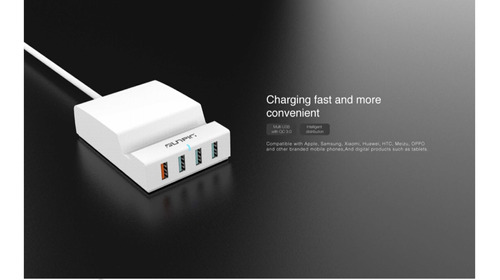 Charging fast and more
convenient
Multi USB
with QC 3.0
Intelligent
distribution
Compatible with Apple, Samsung, Xiaomi, Huawei, HTC, Meizu, OPPO
and other branded mobile phones,And digital products such as tablets.